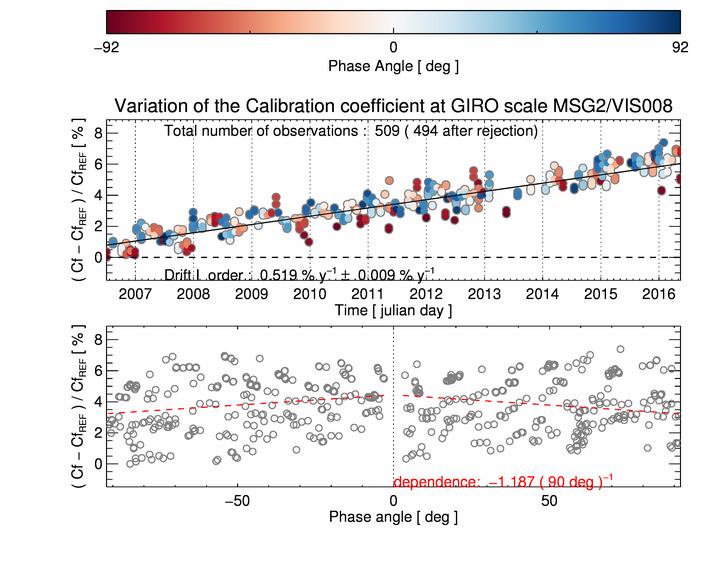 −92 0 92
Phase Angle [ deg ]
Variation of the Calibration coefficient at GIRO scale MSG2/VIS008
Total number of observations : 509 ( 494 after rejection)
( Cf − Cf_REF ) / Cf_REF [ % ]
8
6
4
2
0
Drift I_order : 0.519 % y⁻¹ ± 0.009 % y⁻¹
2007 2008 2009 2010 2011 2012 2013 2014 2015 2016
Time [ julian day ]
( Cf − Cf_REF ) / Cf_REF [ % ]
8
6
4
2
0
dependence: −1.187 ( 90 deg )⁻¹
−50 0 50
Phase angle [ deg ]